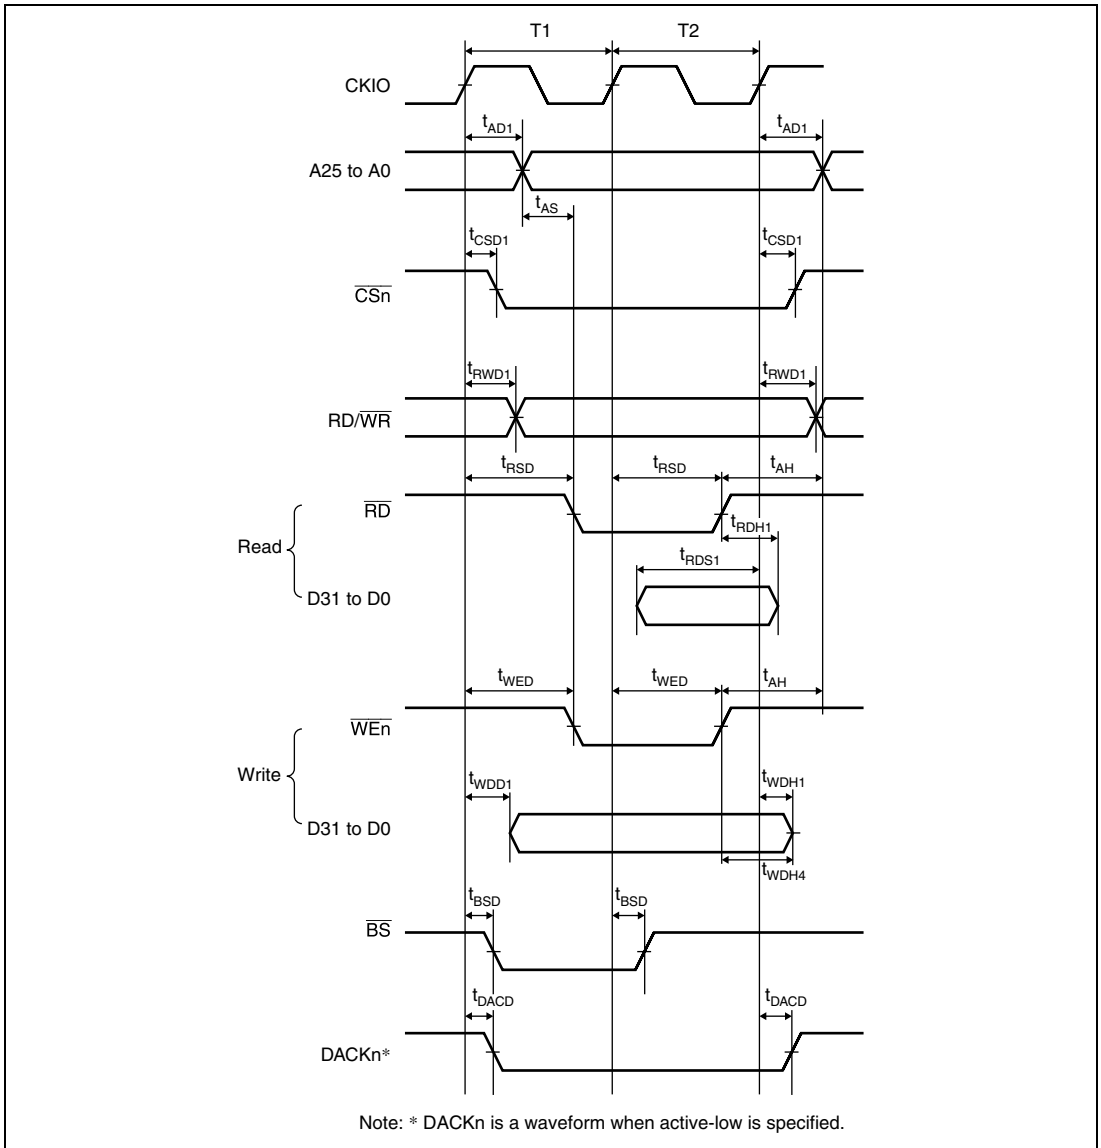 T1 T2
CKIO
tAD1 tAD1
A25 to A0
tAS
tCSD1 tCSD1
CSn
tRWD1 tRWD1
RD/WR
tRSD tRSD tAH
RD
tRDH1
Read
tRDS1
D31 to D0
tWED tWED tAH
WEn
Write
tWDD1 tWDH1
D31 to D0
tWDH4
tBSD tBSD
BS
tDACD tDACD
DACKn*
Note: * DACKn is a waveform when active-low is specified.